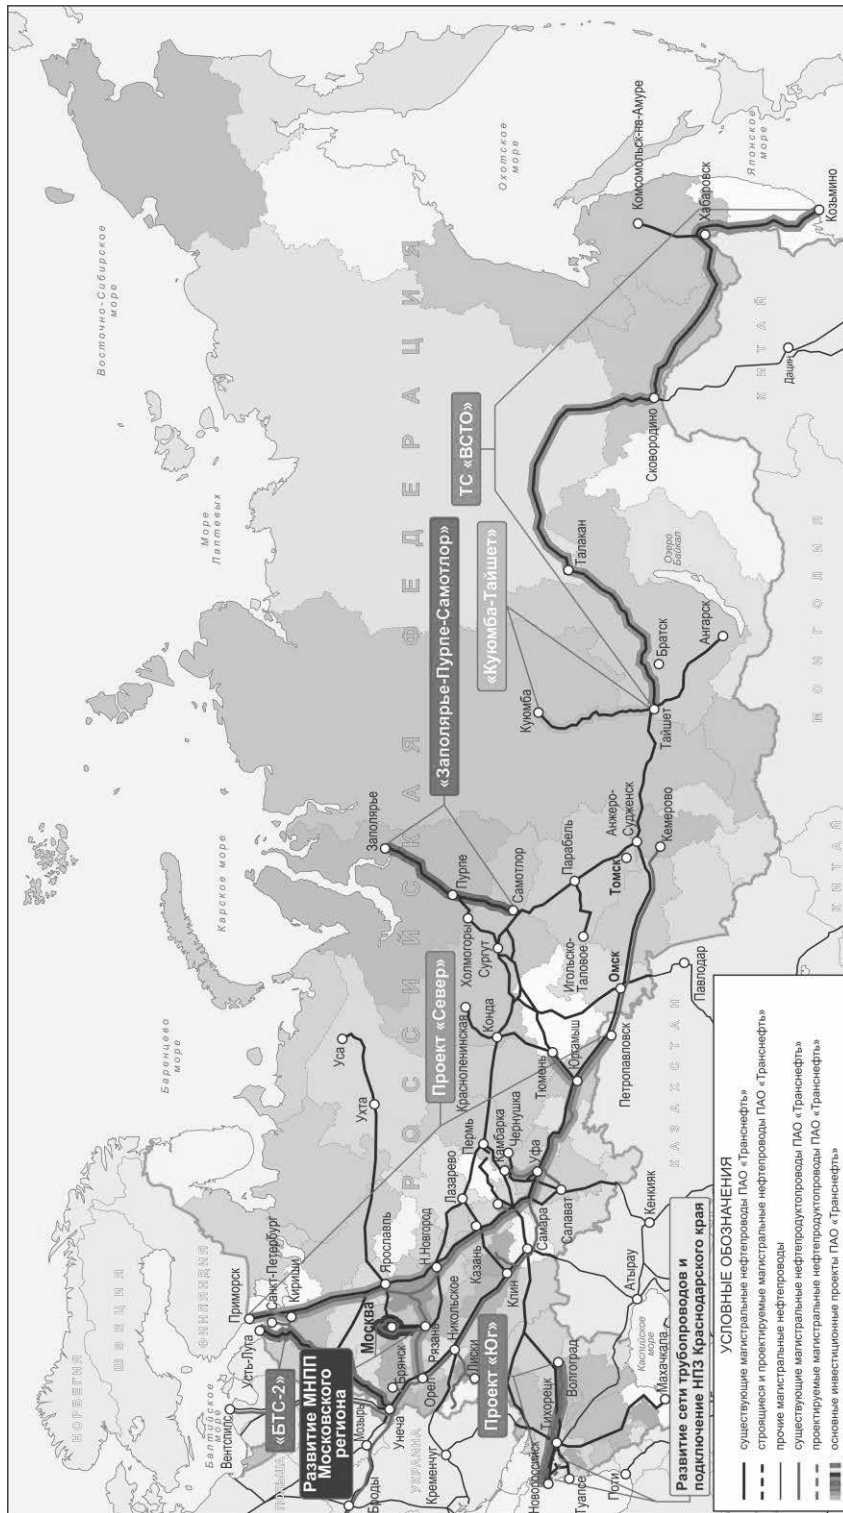 Восточно-Сибирское
море
Море
Лаптевых
Карское море
Баренцево
море
Охотское
море
Японское
море
Балтийское
море
Каспийское
море
Озеро
Байкал
НОРВЕГИЯ
ШВЕЦИЯ
ФИНЛЯНДИЯ
ПОЛЬША
УКРАИНА
РОССИЙСКАЯ ФЕДЕРАЦИЯ
КАЗАХСТАН
МОНГОЛИЯ
КИТАЙ
КИТАЙ
«БТС-2»
Развитие МНПП
Московского
региона
Проект «Юг»
Проект «Север»
«Заполярье-Пурпе-Самотлор»
«Куюмба-Тайшет»
ТС «ВСТО»
Развитие сети трубопроводов и
подключение НПЗ Краснодарского края
Приморск
Санкт-Петербург
Кириши
Усть-Луга
Вентспилс
Мозырь
Броды
Унеча
Брянск
Орел
Кременчуг
Москва
Рязань
Ярославль
Ухта
Уса
Н.Новгород
Никольское
Лиски
Лазарево
Казань
Клин
Самара
Пермь
Камбарка
Чернушка
Уфа
Салават
Волгоград
Тихорецк
Новороссийск
Туапсе
Поти
Махачкала
Атырау
Кенкияк
Красноленинская
Конда
Тюмень
Юргамыш
Петропавловск
Омск
Павлодар
Холмогоры
Сургут
Заполярье
Пурпе
Самотлор
Игольско-
Таловое
Парабель
Анжеро-
Судженск
Томск
Кемерово
Куюмба
Тайшет
Братск
Ангарск
Талакан
Сковородино
Дацин
Комсомольск-на-Амуре
Хабаровск
Козьмино
УСЛОВНЫЕ ОБОЗНАЧЕНИЯ
существующие магистральные нефтепроводы ПАО «Транснефть»
строящиеся и проектируемые магистральные нефтепроводы ПАО «Транснефть»
прочие магистральные нефтепроводы
существующие магистральные нефтепродуктопроводы ПАО «Транснефть»
проектируемые магистральные нефтепродуктопроводы ПАО «Транснефть»
основные инвестиционные проекты ПАО «Транснефть»